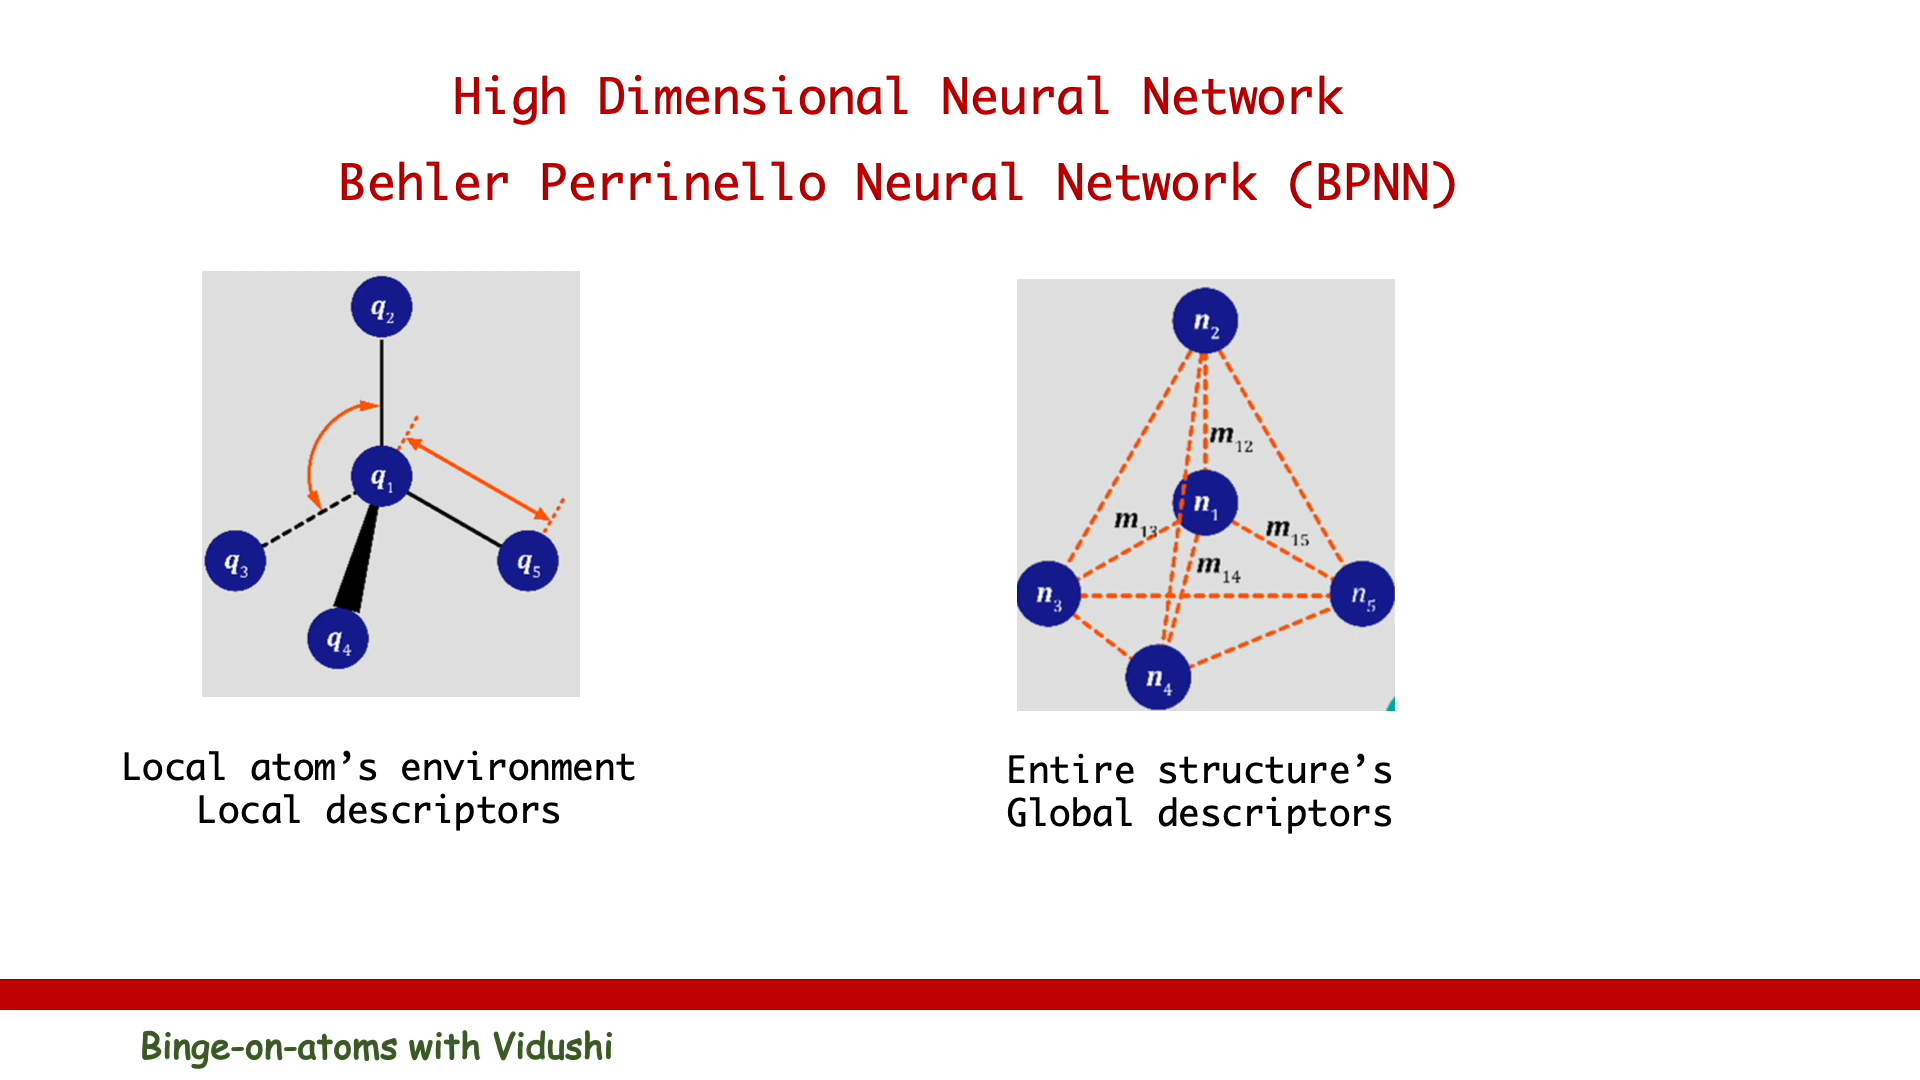 High Dimensional Neural Network
Behler Perrinello Neural Network (BPNN)
q2
q1
q3
q5
q4
n2
m12
n1
m13
m15
m14
n3
n5
n4
Local atom’s environment
Local descriptors
Entire structure’s
Global descriptors
Binge-on-atoms with Vidushi